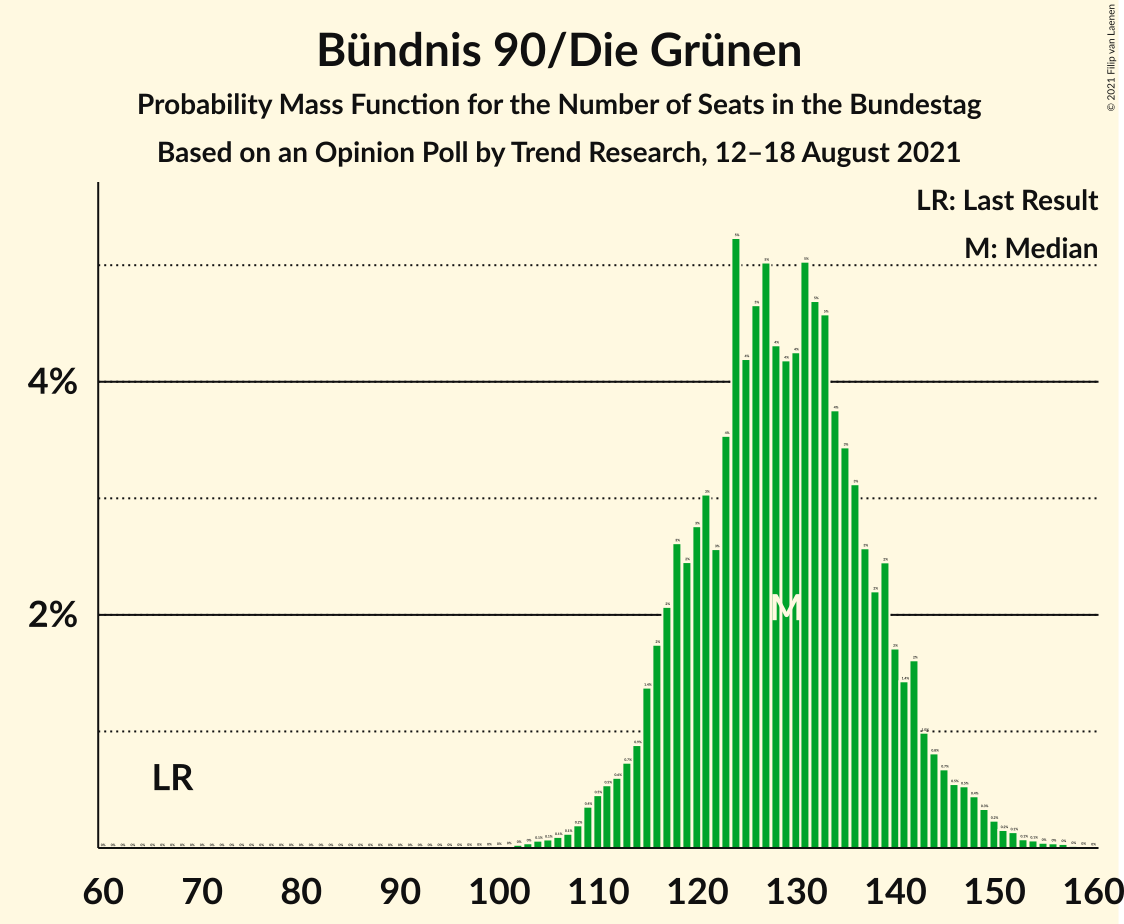 Bündnis 90/Die Grünen
Probability Mass Function for the Number of Seats in the Bundestag
Based on an Opinion Poll by Trend Research, 12–18 August 2021
© 2021 Filip van Laenen
LR: Last Result
M: Median
4%
2%
LR
M
60 70 80 90 100 110 120 130 140 150 160